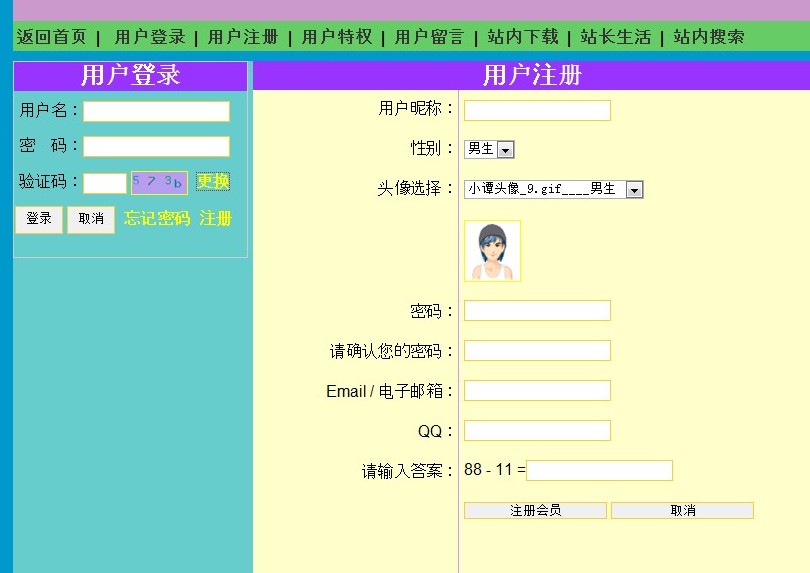 返回首页 | 用户登录 | 用户注册 | 用户特权 | 用户留言 | 站内下载 | 站长生活 | 站内搜索
用户登录
用户名：
密 码：
验证码： 5 7 3 b 更换
登录 取消 忘记密码 注册
用户注册
用户昵称：
性别： 男生
头像选择： 小谭头像_9.gif____男生
密码：
请确认您的密码：
Email / 电子邮箱：
QQ：
请输入答案： 88 - 11 =
注册会员 取消